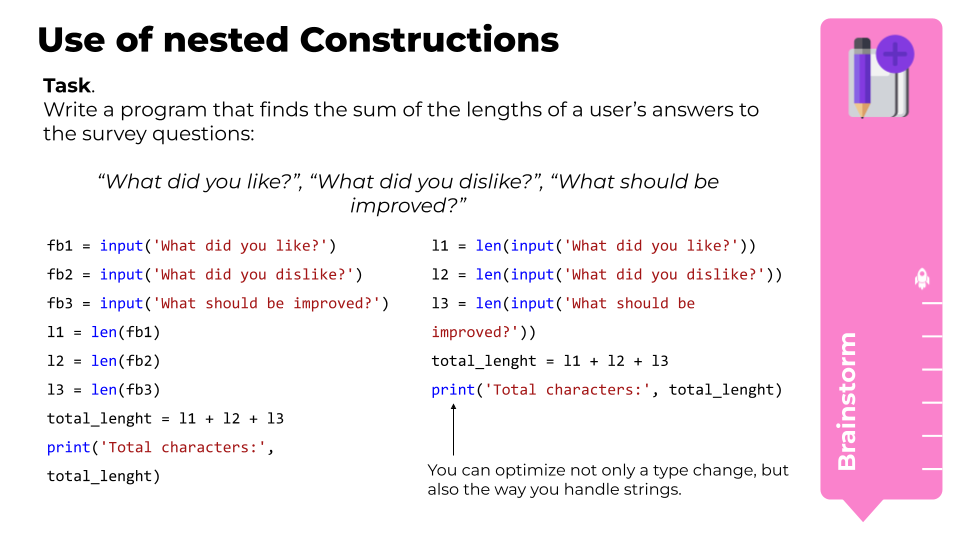 Use of nested Constructions
Task.
Write a program that finds the sum of the lengths of a user’s answers to
the survey questions:
“What did you like?”, “What did you dislike?”, “What should be
improved?”
fb1 = input('What did you like?')
fb2 = input('What did you dislike?')
fb3 = input('What should be improved?')
l1 = len(fb1)
l2 = len(fb2)
l3 = len(fb3)
total_lenght = l1 + l2 + l3
print('Total characters:',
total_lenght)
l1 = len(input('What did you like?'))
l2 = len(input('What did you dislike?'))
l3 = len(input('What should be
improved?'))
total_lenght = l1 + l2 + l3
print('Total characters:', total_lenght)
You can optimize not only a type change, but
also the way you handle strings.
Brainstorm